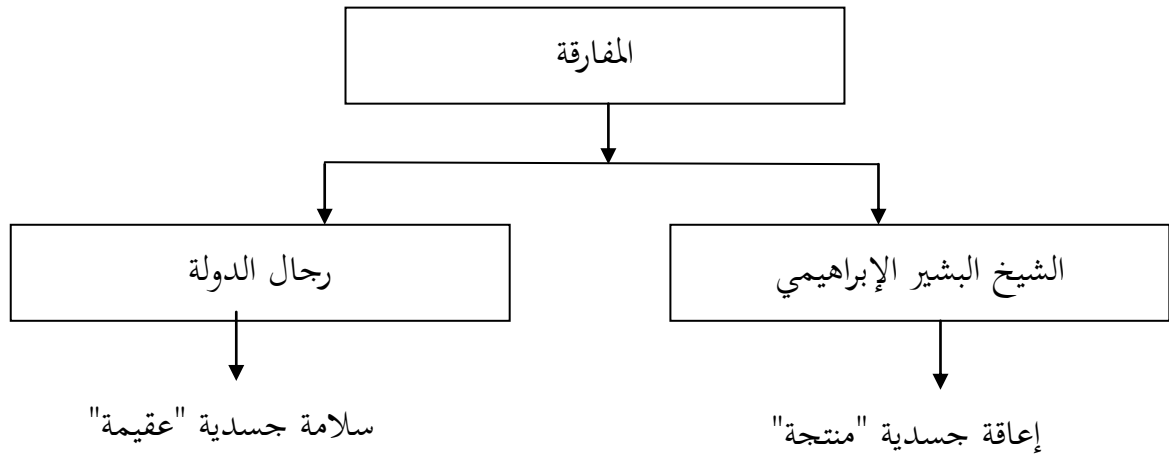 المفارقة
الشيخ البشير الإبراهيمي
رجال الدولة
إعاقة جسدية "منتجة"
سلامة جسدية "عقيمة"